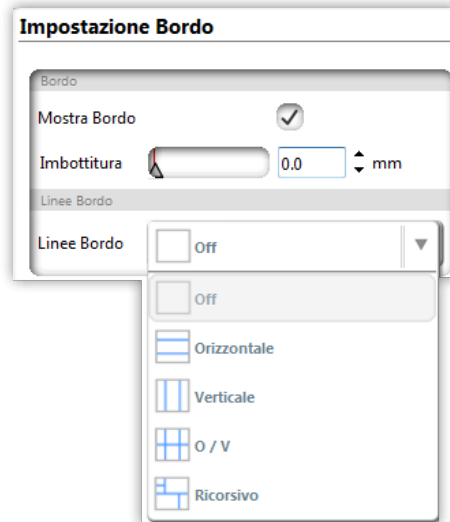 Impostazione Bordo
Bordo
Mostra Bordo
Imbottitura 0.0 mm
Linee Bordo
Linee Bordo Off
Off
Orizzontale
Verticale
O / V
Ricorsivo